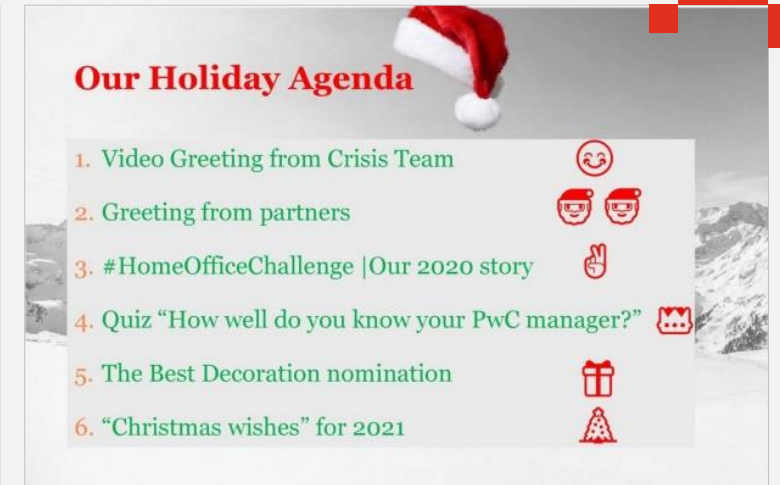 Our Holiday Agenda
1. Video Greeting from Crisis Team
2. Greeting from partners
3. #HomeOfficeChallenge |Our 2020 story
4. Quiz “How well do you know your PwC manager?”
5. The Best Decoration nomination
6. “Christmas wishes” for 2021